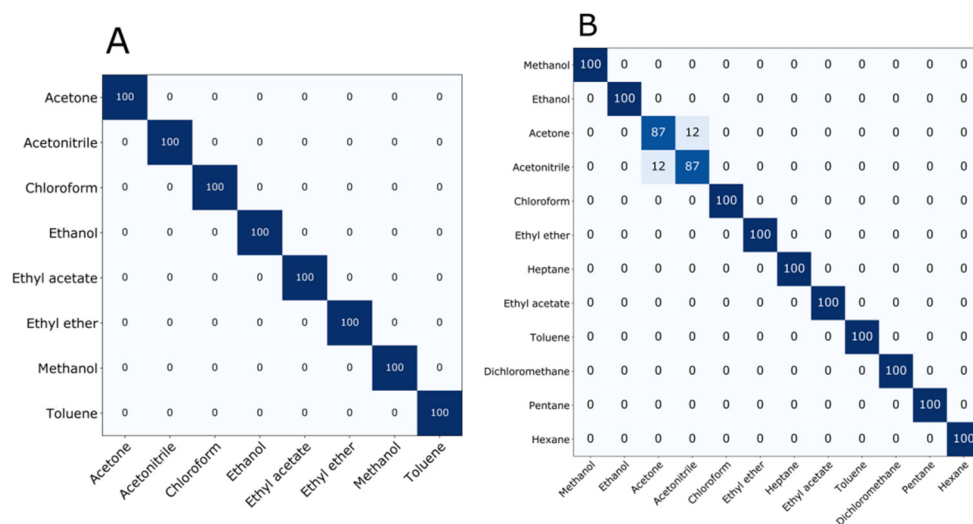 A
Acetone 100 0 0 0 0 0 0 0
Acetonitrile 0 100 0 0 0 0 0 0
Chloroform 0 0 100 0 0 0 0 0
Ethanol 0 0 0 100 0 0 0 0
Ethyl acetate 0 0 0 0 100 0 0 0
Ethyl ether 0 0 0 0 0 100 0 0
Methanol 0 0 0 0 0 0 100 0
Toluene 0 0 0 0 0 0 0 100
Acetone Acetonitrile Chloroform Ethanol Ethyl acetate Ethyl ether Methanol Toluene
B
Methanol 100 0 0 0 0 0 0 0 0 0 0 0
Ethanol 0 100 0 0 0 0 0 0 0 0 0 0
Acetone 0 0 87 12 0 0 0 0 0 0 0 0
Acetonitrile 0 0 12 87 0 0 0 0 0 0 0 0
Chloroform 0 0 0 0 100 0 0 0 0 0 0 0
Ethyl ether 0 0 0 0 0 100 0 0 0 0 0 0
Heptane 0 0 0 0 0 0 100 0 0 0 0 0
Ethyl acetate 0 0 0 0 0 0 0 100 0 0 0 0
Toluene 0 0 0 0 0 0 0 0 100 0 0 0
Dichloromethane 0 0 0 0 0 0 0 0 0 100 0 0
Pentane 0 0 0 0 0 0 0 0 0 0 100 0
Hexane 0 0 0 0 0 0 0 0 0 0 0 100
Methanol Ethanol Acetone Acetonitrile Chloroform Ethyl ether Heptane Ethyl acetate Toluene Dichloromethane Pentane Hexane